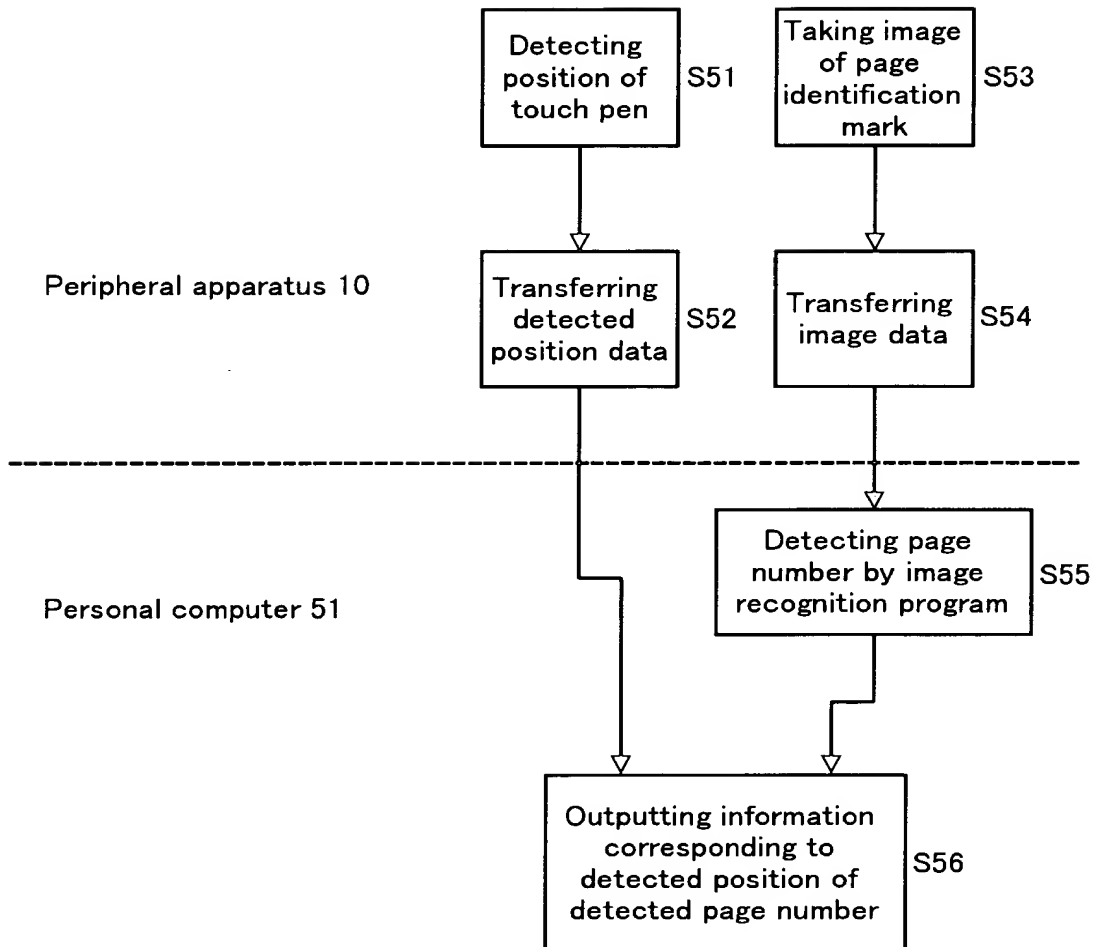 Detecting
position of
touch pen
S51
Taking image
of page
identification
mark
S53
Peripheral apparatus 10
Transferring
detected
position data
S52
Transferring
image data
S54
Detecting page
number by image
recognition program
S55
Personal computer 51
Outputting information
corresponding to
detected position of
detected page number
S56